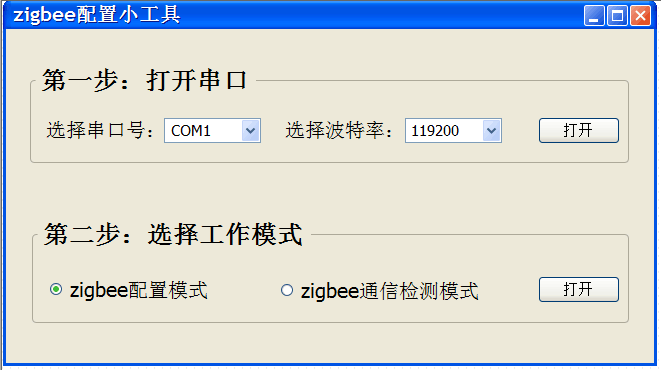 zigbee配置小工具
第一步：打开串口
选择串口号： COM1 选择波特率： 119200 打开
第二步：选择工作模式
zigbee配置模式 zigbee通信检测模式 打开